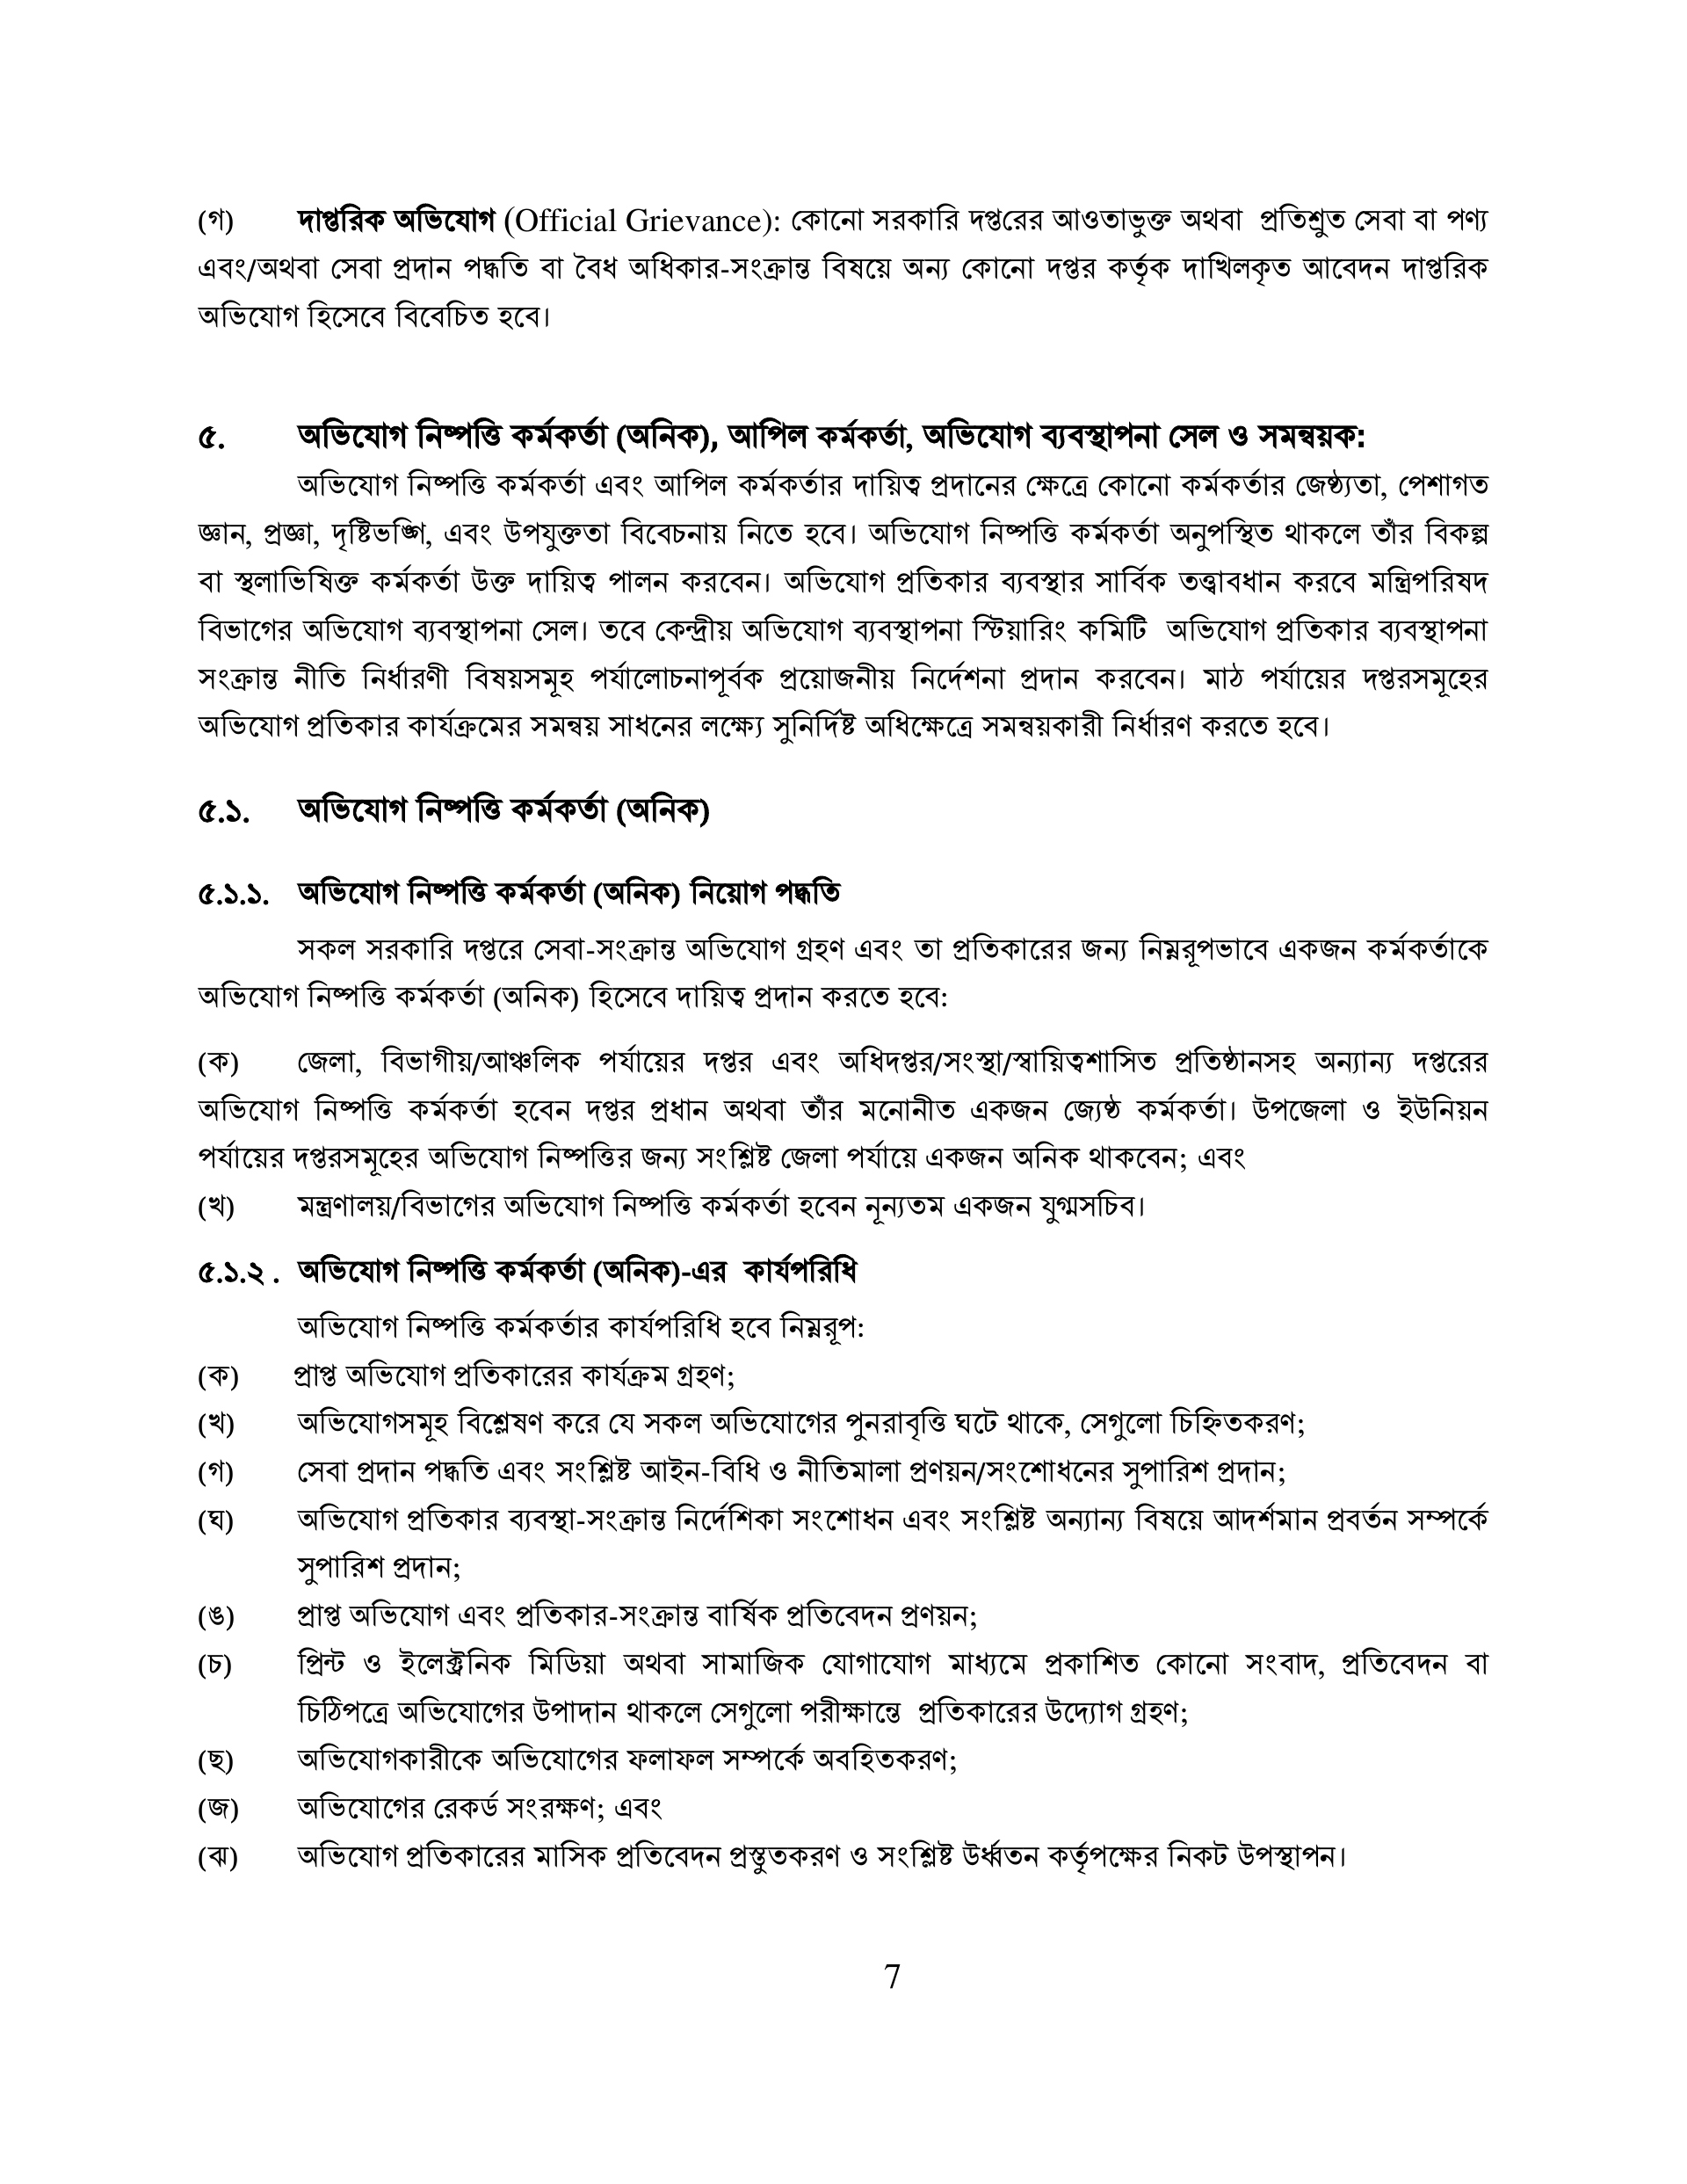 (গ) দাপ্তরিক অভিযোগ (Official Grievance): কোনো সরকারি দপ্তরের আওতাভুক্ত অথবা প্রতিশ্রুত সেবা বা পণ্য
এবং/অথবা সেবা প্রদান পদ্ধতি বা বৈধ অধিকার-সংক্রান্ত বিষয়ে অন্য কোনো দপ্তর কর্তৃক দাখিলকৃত আবেদন দাপ্তরিক
অভিযোগ হিসেবে বিবেচিত হবে।
৫. অভিযোগ নিষ্পত্তি কর্মকর্তা (অনিক), আপিল কর্মকর্তা, অভিযোগ ব্যবস্থাপনা সেল ও সমন্বয়ক:
অভিযোগ নিষ্পত্তি কর্মকর্তা এবং আপিল কর্মকর্তার দায়িত্ব প্রদানের ক্ষেত্রে কোনো কর্মকর্তার জেষ্ঠ্যতা, পেশাগত
জ্ঞান, প্রজ্ঞা, দৃষ্টিভঙ্গি, এবং উপযুক্ততা বিবেচনায় নিতে হবে। অভিযোগ নিষ্পত্তি কর্মকর্তা অনুপস্থিত থাকলে তাঁর বিকল্প
বা স্থলাভিষিক্ত কর্মকর্তা উক্ত দায়িত্ব পালন করবেন। অভিযোগ প্রতিকার ব্যবস্থার সার্বিক তত্ত্বাবধান করবে মন্ত্রিপরিষদ
বিভাগের অভিযোগ ব্যবস্থাপনা সেল। তবে কেন্দ্রীয় অভিযোগ ব্যবস্থাপনা স্টিয়ারিং কমিটি অভিযোগ প্রতিকার ব্যবস্থাপনা
সংক্রান্ত নীতি নির্ধারণী বিষয়সমূহ পর্যালোচনাপূর্বক প্রয়োজনীয় নির্দেশনা প্রদান করবেন। মাঠ পর্যায়ের দপ্তরসমূহের
অভিযোগ প্রতিকার কার্যক্রমের সমন্বয় সাধনের লক্ষ্যে সুনির্দিষ্ট অধিক্ষেত্রে সমন্বয়কারী নির্ধারণ করতে হবে।
৫.১. অভিযোগ নিষ্পত্তি কর্মকর্তা (অনিক)
৫.১.১. অভিযোগ নিষ্পত্তি কর্মকর্তা (অনিক) নিয়োগ পদ্ধতি
সকল সরকারি দপ্তরে সেবা-সংক্রান্ত অভিযোগ গ্রহণ এবং তা প্রতিকারের জন্য নিম্নরূপভাবে একজন কর্মকর্তাকে
অভিযোগ নিষ্পত্তি কর্মকর্তা (অনিক) হিসেবে দায়িত্ব প্রদান করতে হবে:
(ক) জেলা, বিভাগীয়/আঞ্চলিক পর্যায়ের দপ্তর এবং অধিদপ্তর/সংস্থা/স্বায়িত্বশাসিত প্রতিষ্ঠানসহ অন্যান্য দপ্তরের
অভিযোগ নিষ্পত্তি কর্মকর্তা হবেন দপ্তর প্রধান অথবা তাঁর মনোনীত একজন জ্যেষ্ঠ কর্মকর্তা। উপজেলা ও ইউনিয়ন
পর্যায়ের দপ্তরসমূহের অভিযোগ নিষ্পত্তির জন্য সংশ্লিষ্ট জেলা পর্যায়ে একজন অনিক থাকবেন; এবং
(খ) মন্ত্রণালয়/বিভাগের অভিযোগ নিষ্পত্তি কর্মকর্তা হবেন নূন্যতম একজন যুগ্মসচিব।
৫.১.২ . অভিযোগ নিষ্পত্তি কর্মকর্তা (অনিক)-এর কার্যপরিধি
অভিযোগ নিষ্পত্তি কর্মকর্তার কার্যপরিধি হবে নিম্নরূপ:
(ক) প্রাপ্ত অভিযোগ প্রতিকারের কার্যক্রম গ্রহণ;
(খ) অভিযোগসমূহ বিশ্লেষণ করে যে সকল অভিযোগের পুনরাবৃত্তি ঘটে থাকে, সেগুলো চিহ্নিতকরণ;
(গ) সেবা প্রদান পদ্ধতি এবং সংশ্লিষ্ট আইন-বিধি ও নীতিমালা প্রণয়ন/সংশোধনের সুপারিশ প্রদান;
(ঘ) অভিযোগ প্রতিকার ব্যবস্থা-সংক্রান্ত নির্দেশিকা সংশোধন এবং সংশ্লিষ্ট অন্যান্য বিষয়ে আদর্শমান প্রবর্তন সম্পর্কে
সুপারিশ প্রদান;
(ঙ) প্রাপ্ত অভিযোগ এবং প্রতিকার-সংক্রান্ত বার্ষিক প্রতিবেদন প্রণয়ন;
(চ) প্রিন্ট ও ইলেক্ট্রনিক মিডিয়া অথবা সামাজিক যোগাযোগ মাধ্যমে প্রকাশিত কোনো সংবাদ, প্রতিবেদন বা
চিঠিপত্রে অভিযোগের উপাদান থাকলে সেগুলো পরীক্ষান্তে প্রতিকারের উদ্যোগ গ্রহণ;
(ছ) অভিযোগকারীকে অভিযোগের ফলাফল সম্পর্কে অবহিতকরণ;
(জ) অভিযোগের রেকর্ড সংরক্ষণ; এবং
(ঝ) অভিযোগ প্রতিকারের মাসিক প্রতিবেদন প্রস্তুতকরণ ও সংশ্লিষ্ট উর্ধ্বতন কর্তৃপক্ষের নিকট উপস্থাপন।
7